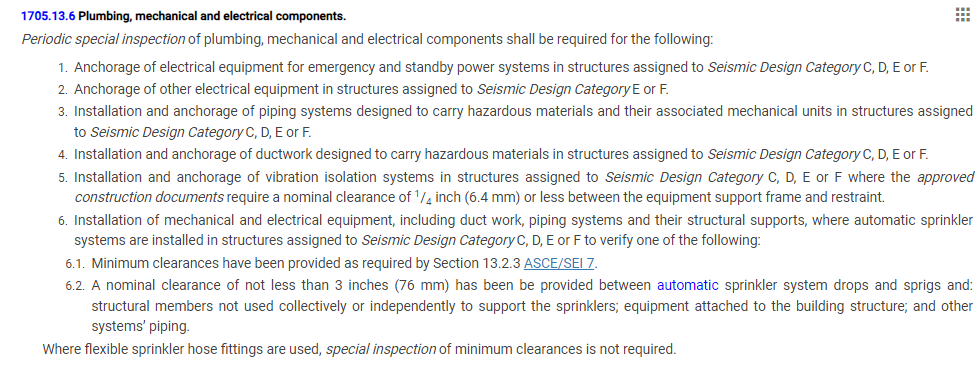 1705.13.6 Plumbing, mechanical and electrical components.
Periodic special inspection of plumbing, mechanical and electrical components shall be required for the following:
1. Anchorage of electrical equipment for emergency and standby power systems in structures assigned to Seismic Design Category C, D, E or F.
2. Anchorage of other electrical equipment in structures assigned to Seismic Design Category E or F.
3. Installation and anchorage of piping systems designed to carry hazardous materials and their associated mechanical units in structures assigned
to Seismic Design Category C, D, E or F.
4. Installation and anchorage of ductwork designed to carry hazardous materials in structures assigned to Seismic Design Category C, D, E or F.
5. Installation and anchorage of vibration isolation systems in structures assigned to Seismic Design Category C, D, E or F where the approved
construction documents require a nominal clearance of 1/4 inch (6.4 mm) or less between the equipment support frame and restraint.
6. Installation of mechanical and electrical equipment, including duct work, piping systems and their structural supports, where automatic sprinkler
systems are installed in structures assigned to Seismic Design Category C, D, E or F to verify one of the following:
6.1. Minimum clearances have been provided as required by Section 13.2.3 ASCE/SEI 7.
6.2. A nominal clearance of not less than 3 inches (76 mm) has been be provided between automatic sprinkler system drops and sprigs and:
structural members not used collectively or independently to support the sprinklers; equipment attached to the building structure; and other
systems' piping.
Where flexible sprinkler hose fittings are used, special inspection of minimum clearances is not required.